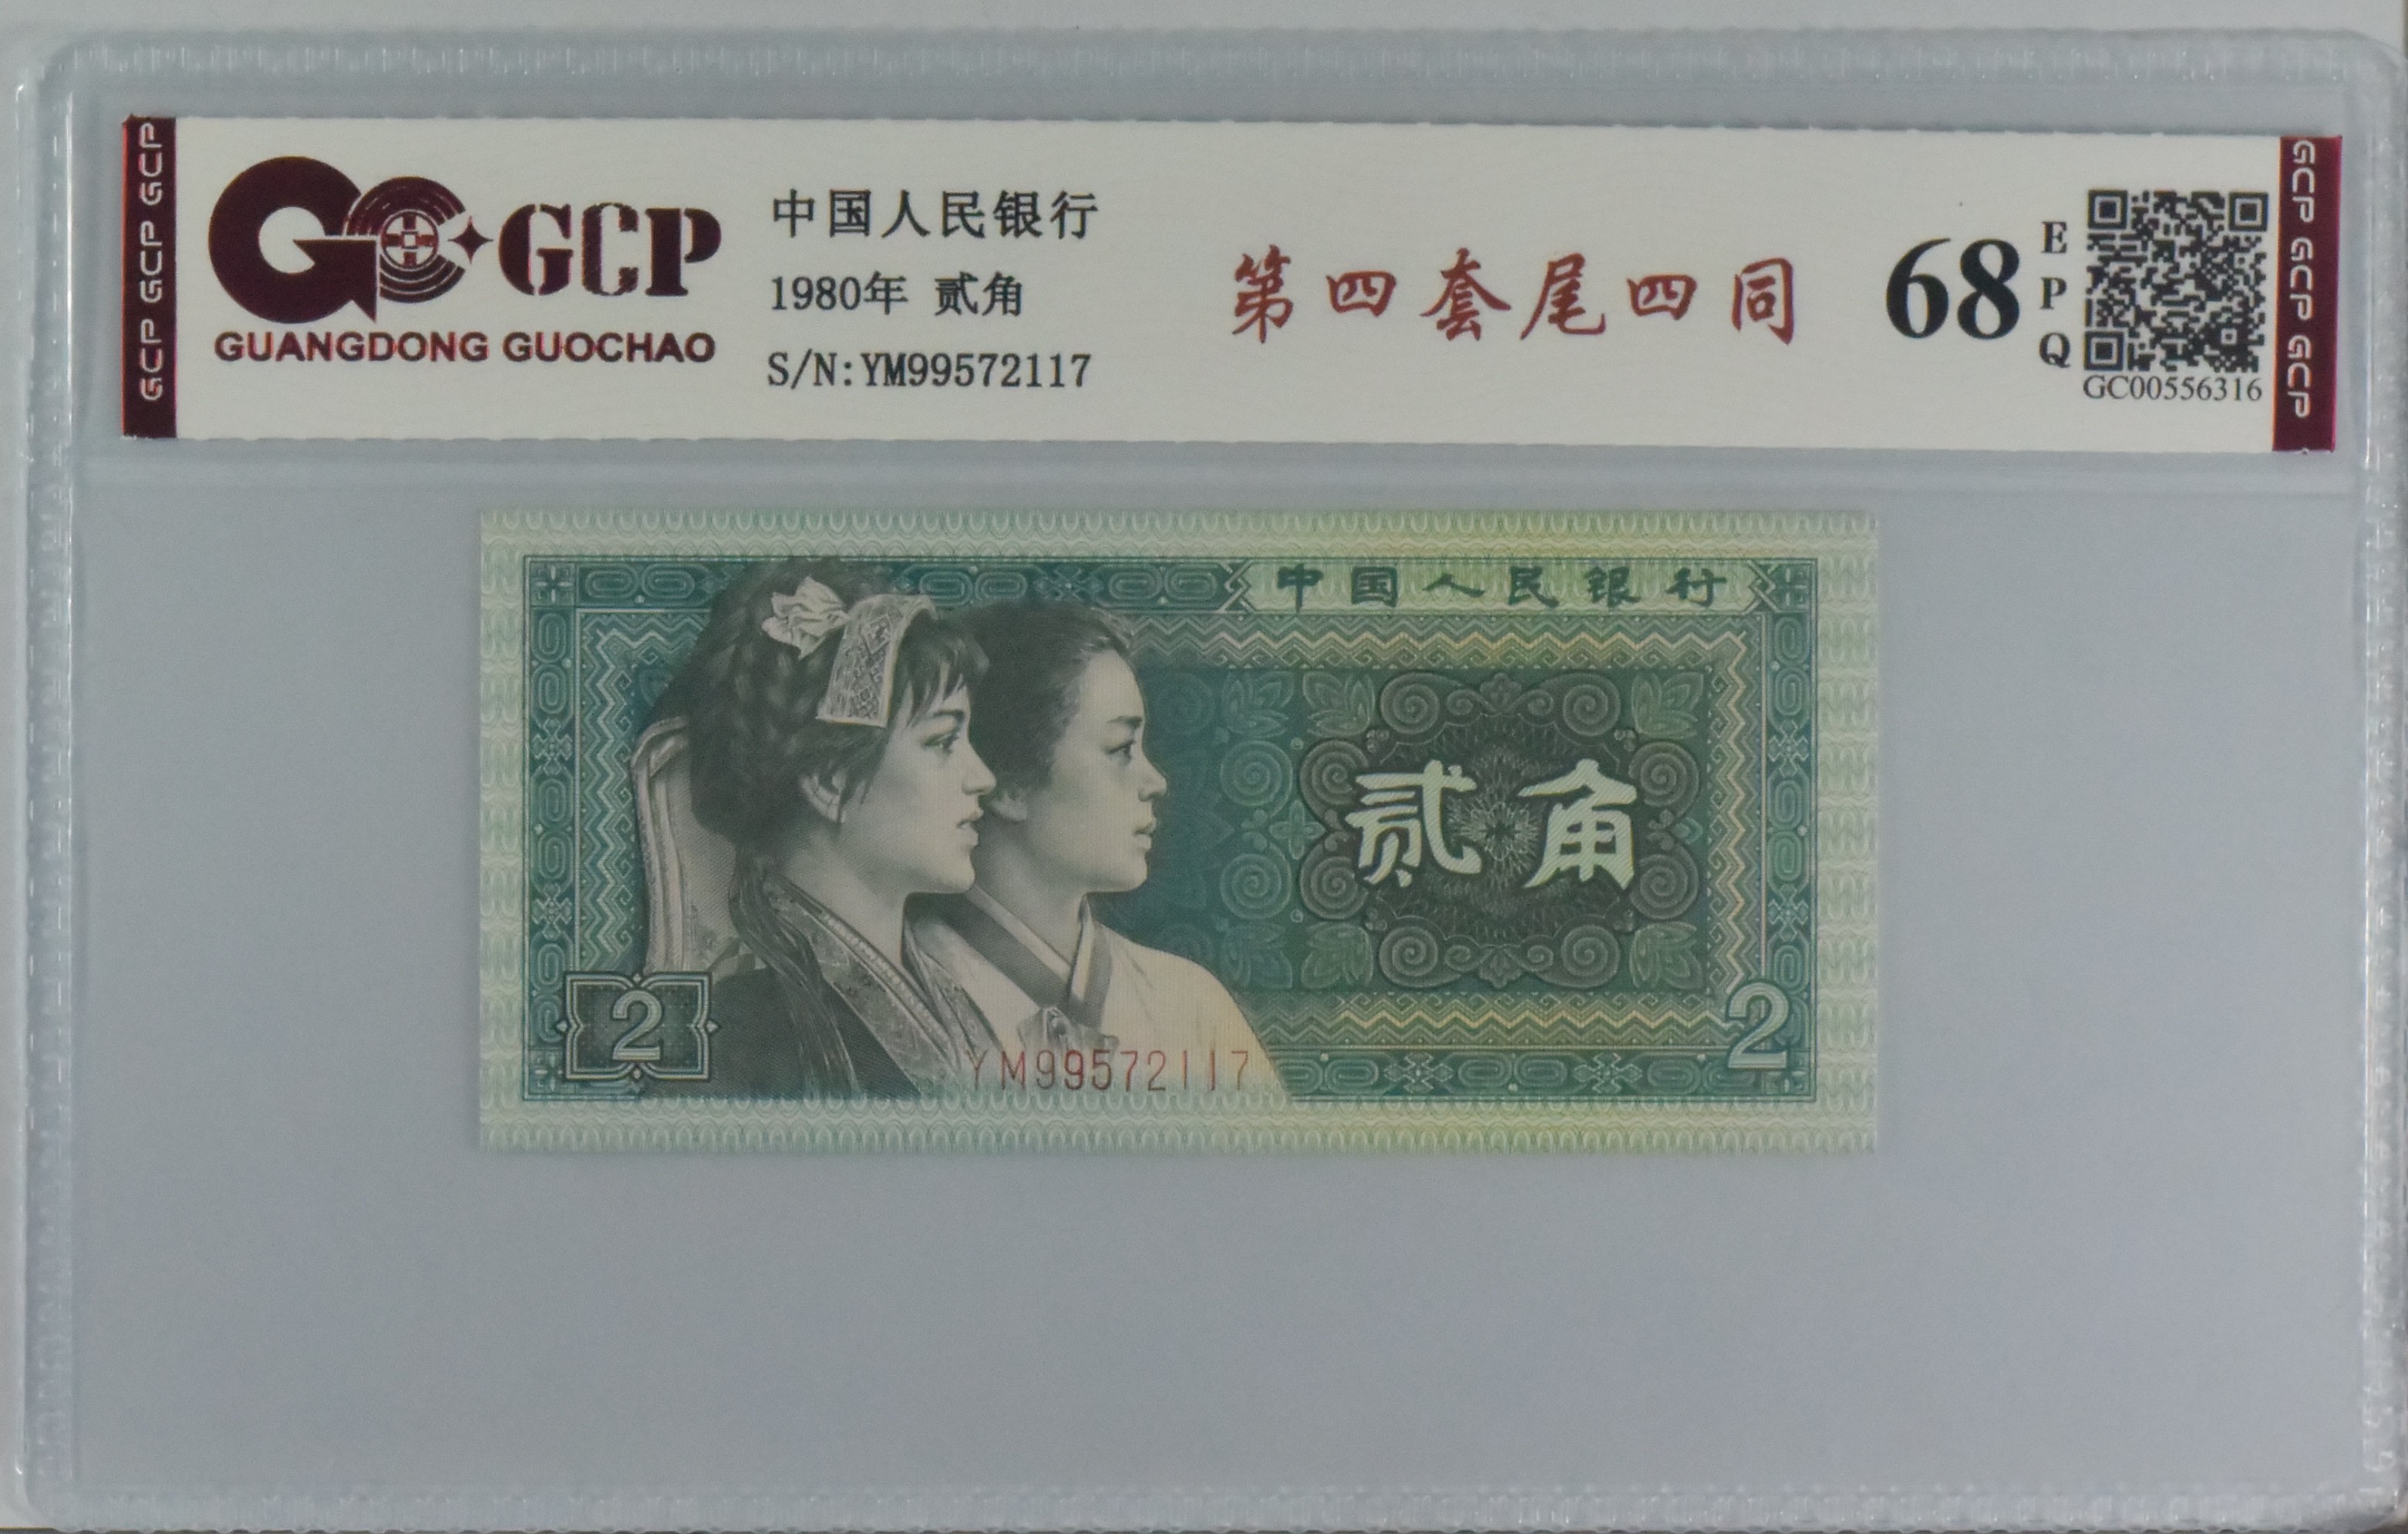 GCP GCP GCP
GCP
GUANGDONG GUOCHAO
中国人民银行
1980年 贰角
S/N:YM99572117
第四套尾四同
68
E
P
Q
GC00556316
GCP GCP GCP
中国人民银行
贰角
2
YM99572117
2